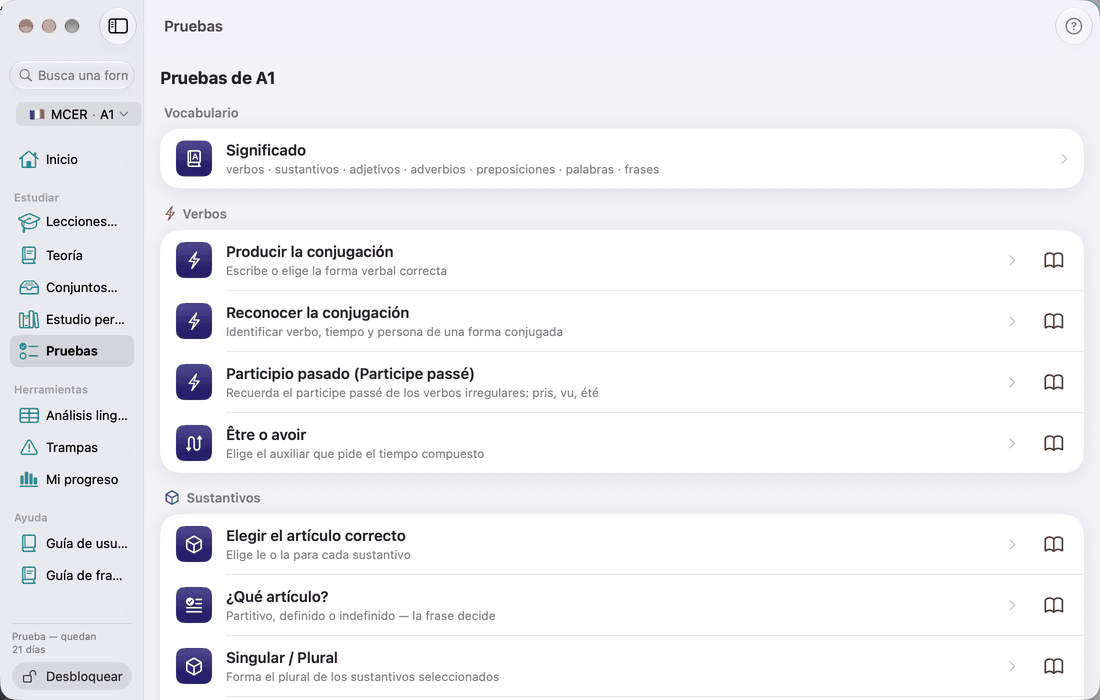 Pruebas
Busca una forn
MCER · A1
Inicio
Estudiar
Lecciones...
Teoría
Conjuntos...
Estudio per...
Pruebas
Herramientas
Análisis ling...
Trampas
Mi progreso
Ayuda
Guía de usu...
Guía de fra...
Prueba — quedan
21 días
Desbloquear
Pruebas de A1
Vocabulario
Significado
verbos · sustantivos · adjetivos · adverbios · preposiciones · palabras · frases
Verbos
Producir la conjugación
Escribe o elige la forma verbal correcta
Reconocer la conjugación
Identificar verbo, tiempo y persona de una forma conjugada
Participio pasado (Participe passé)
Recuerda el participe passé de los verbos irregulares: pris, vu, été
Être o avoir
Elige el auxiliar que pide el tiempo compuesto
Sustantivos
Elegir el artículo correcto
Elige le o la para cada sustantivo
¿Qué artículo?
Partitivo, definido o indefinido — la frase decide
Singular / Plural
Forma el plural de los sustantivos seleccionados